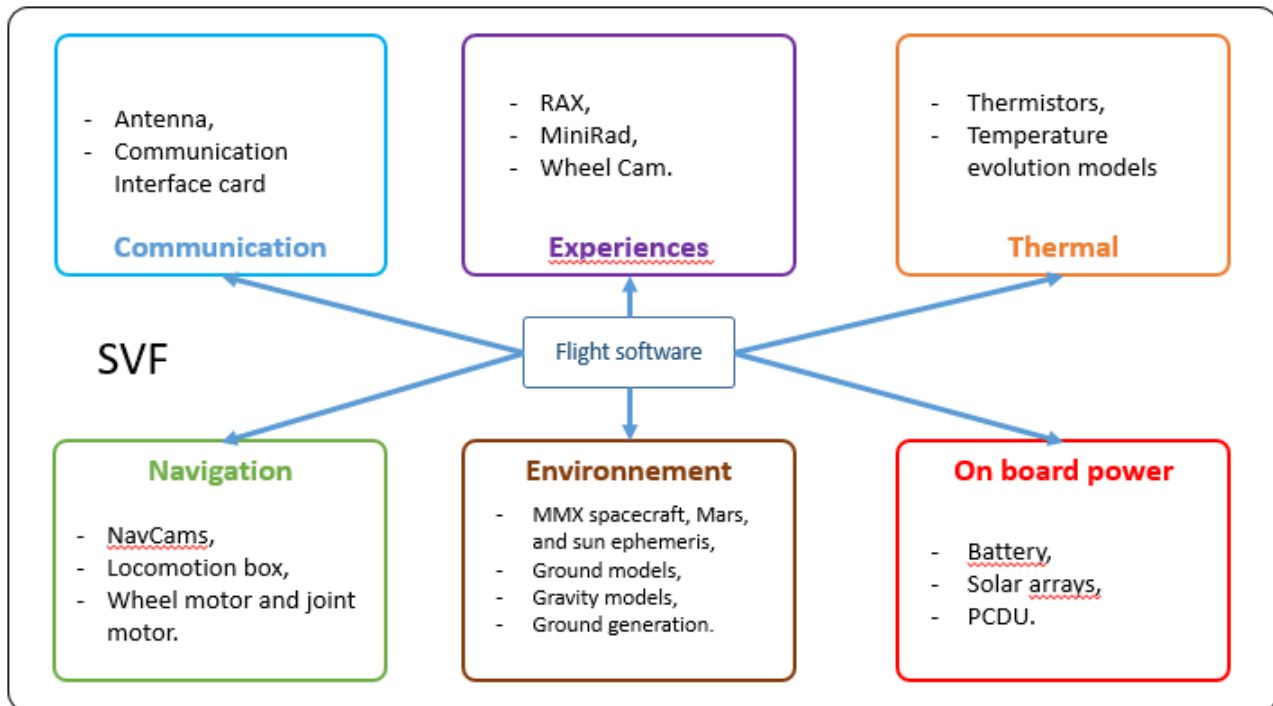 - Antenna,
- Communication
Interface card
Communication
- RAX,
- MiniRad,
- Wheel Cam.
Experiences
- Thermistors,
- Temperature
evolution models
Thermal
SVF
Flight software
Navigation
- NavCams,
- Locomotion box,
- Wheel motor and joint
motor.
Environnement
- MMX spacecraft, Mars,
and sun ephemeris,
- Ground models,
- Gravity models,
- Ground generation.
On board power
- Battery,
- Solar arrays,
- PCDU.